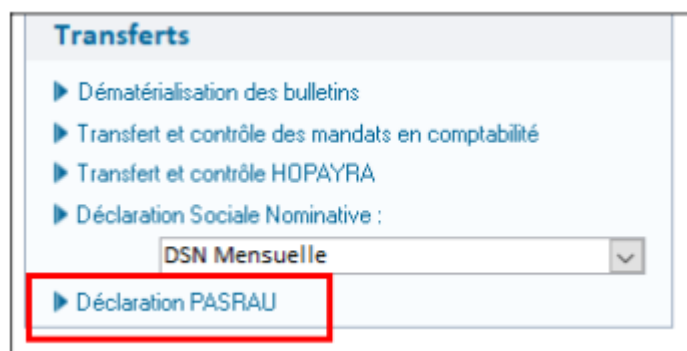 Transferts
Dématérialisation des bulletins
Transfert et contrôle des mandats en comptabilité
Transfert et contrôle HOPAYRA
Déclaration Sociale Nominative :
DSN Mensuelle
Déclaration PASRAU